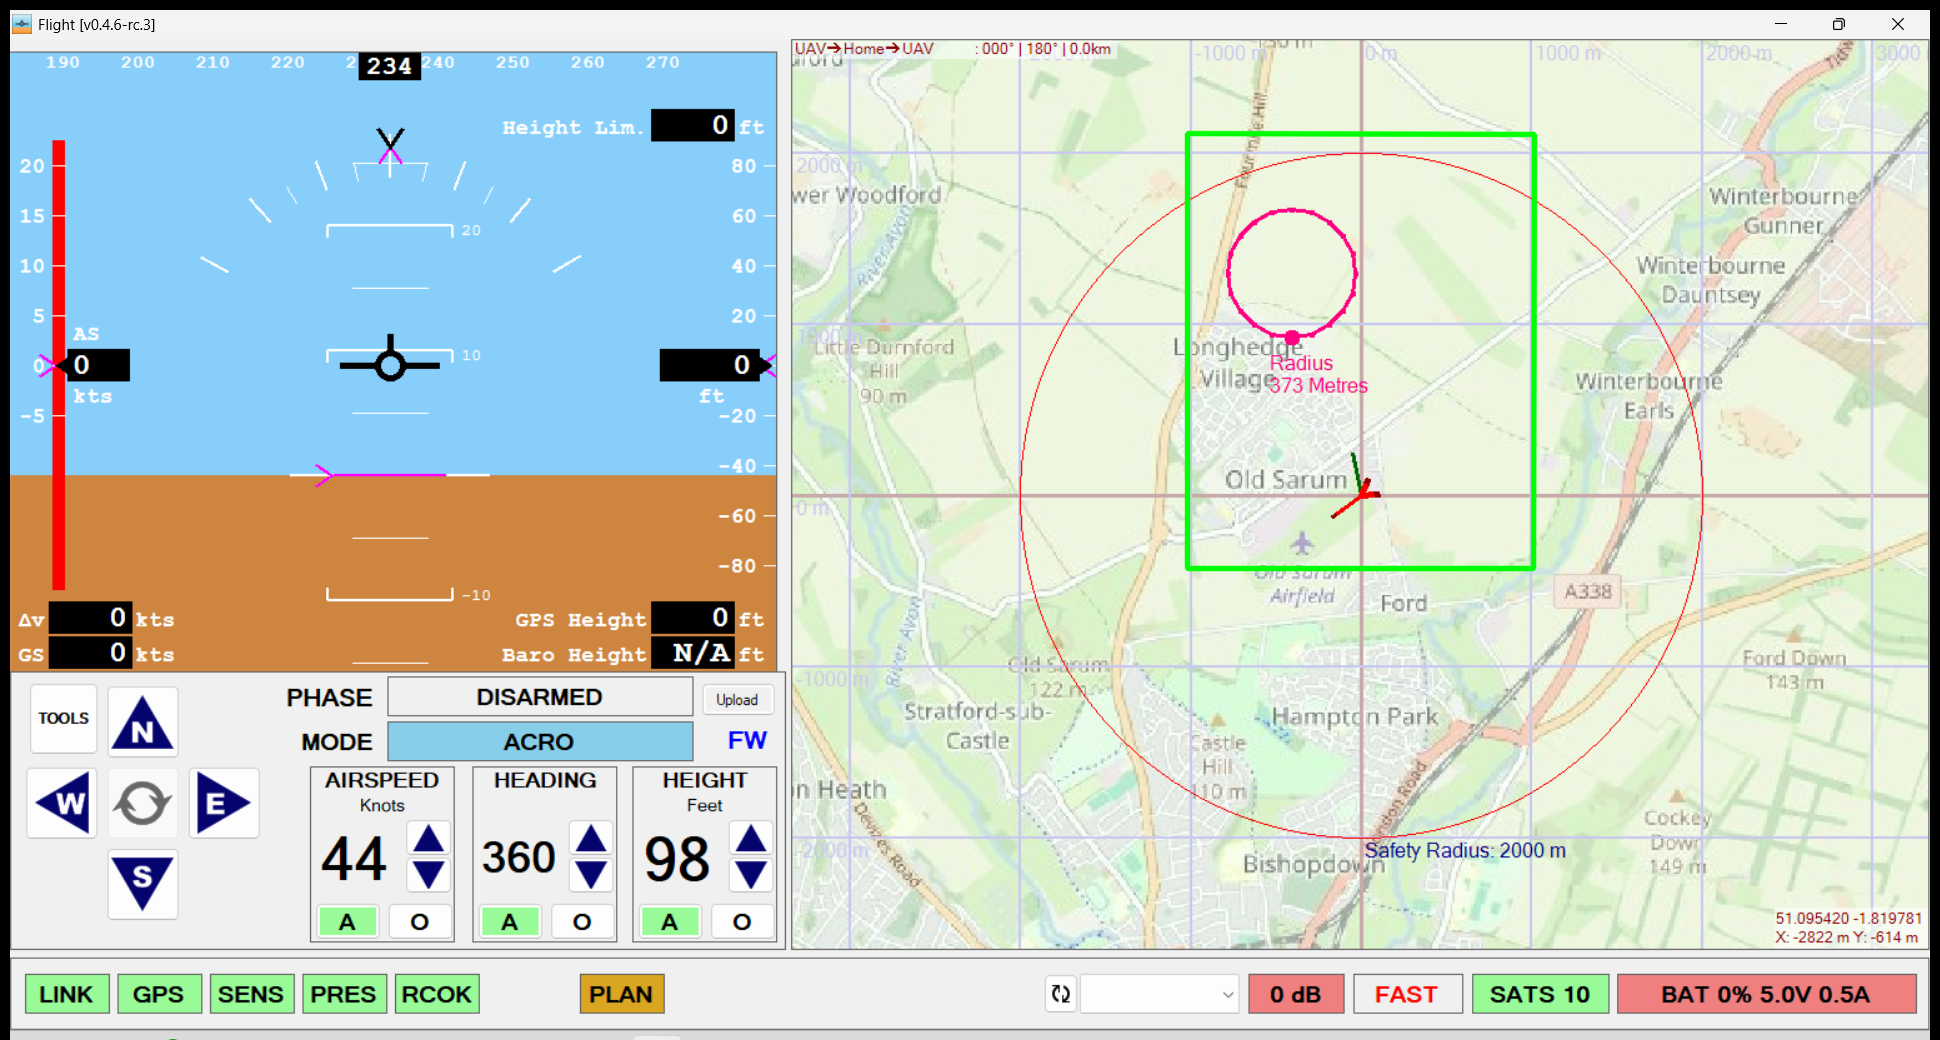 Flight [v0.4.6-rc.3]
190 200 210 220 2 234 240 250 260 270
Height Lim. 0 ft
20 80
15 60
20
10 40
5 20
AS
10
0 0 0
kts ft
-5 -20
-40
-60
-80
-10
Δv 0 kts GPS Height 0 ft
GS 0 kts Baro Height N/A ft
TOOLS
N
W
E
S
PHASE DISARMED Upload
MODE ACRO FW
AIRSPEED HEADING HEIGHT
Knots Feet
44 360 98
A O A O A O
UAV➔Home➔UAV : 000° | 180° | 0.0km
-1000 m 0 m 1000 m 2000 m 3000
2000 m
1000 m
0 m
-1000 m
-2000 m
Fourmile Hill
wer Woodford
River Avon
Winterbourne
Gunner
Winterbourne
Dauntsey
Little Durnford
Hill
90 m
Longhedge
Village
Radius
373 Metres
Winterbourne
Earls
Old Sarum
Old Sarum
Airfield
A338
Ford
River Avon
Old Sarum
122 m
Ford Down
143 m
Stratford-sub-
Castle
Hampton Park
Castle
Hill
110 m
n Heath
Devizes Road
ndon Road
Cockey
Down
149 m
Bishopdown
Safety Radius: 2000 m
51.095420 -1.819781
X: -2822 m Y: -614 m
LINK GPS SENS PRES RCOK PLAN 0 dB FAST SATS 10 BAT 0% 5.0V 0.5A